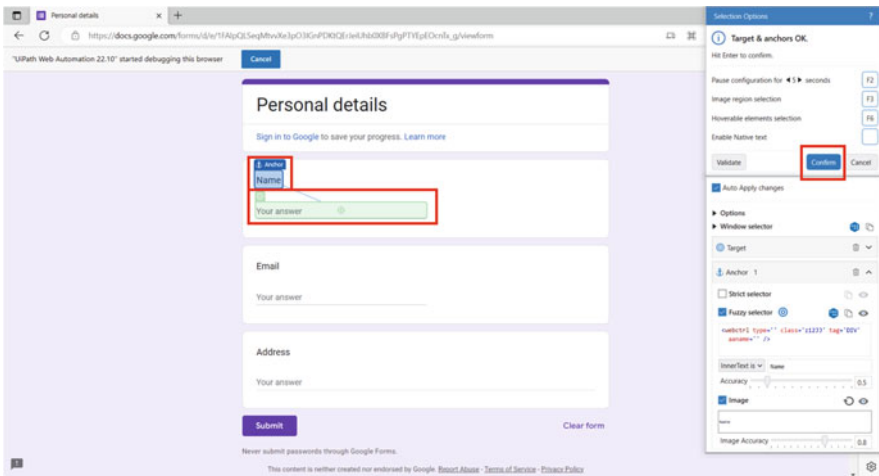 Personal details
https://docs.google.com/forms/d/e/
"UiPath Web Automation 22.10" started debugging this browser
Cancel
Personal details
Sign in to Google to save your progress. Learn more
Anchor
Name
Your answer
Email
Your answer
Address
Your answer
Submit
Clear form
Never submit passwords through Google Forms.
This content is neither created nor endorsed by Google. Report Abuse - Terms of Service - Privacy Policy
Selection Options ?
Target & anchors OK.
Hit Enter to confirm.
Pause configuration for 5 seconds F2
Image region selection F3
Hoverable elements selection F6
Enable Native text
Validate Confirm Cancel
Auto Apply changes
Options
Window selector
Target
Anchor 1
Strict selector
Fuzzy selector
<webctrl type='' class='z1233' tag='DIV'
aaname='' />
InnerText is Name
Accuracy 0.5
Image
Name
Image Accuracy 0.8